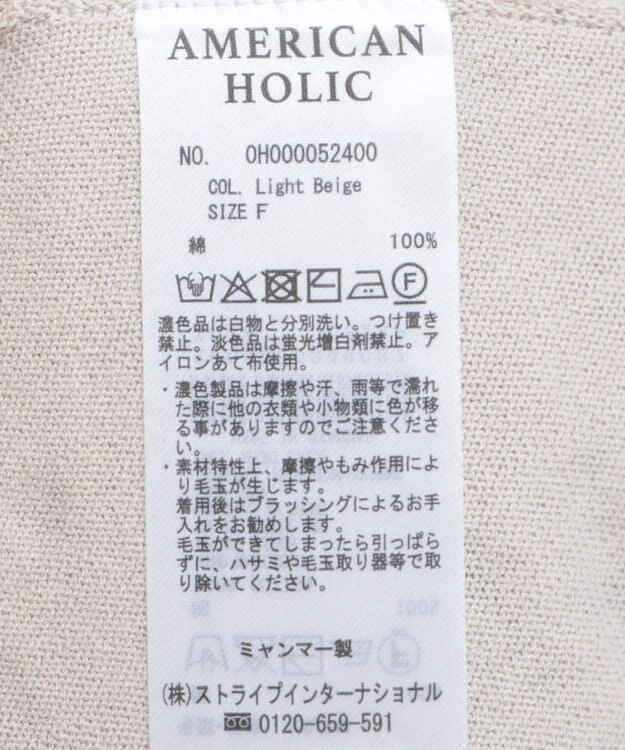 AMERICAN
HOLIC
NO. OH000052400
COL. Light Beige
SIZE F
綿 100%
F
濃色品は白物と分別洗い。つけ置き
禁止。淡色品は蛍光増白剤禁止。ア
イロンあて布使用。
・濃色製品は摩擦や汗、雨等で濡れ
た際に他の衣類や小物類に色が移
る事がありますのでご注意くださ
い。
・素材特性上、摩擦やもみ作用によ
り毛玉が生じます。
着用後はブラッシングによるお手
入れをお勧めします。
毛玉ができてしまったら引っぱら
ずに、ハサミや毛玉取り器等で取
り除いてください。
ミャンマー製
(株)ストライプインターナショナル
0120-659-591